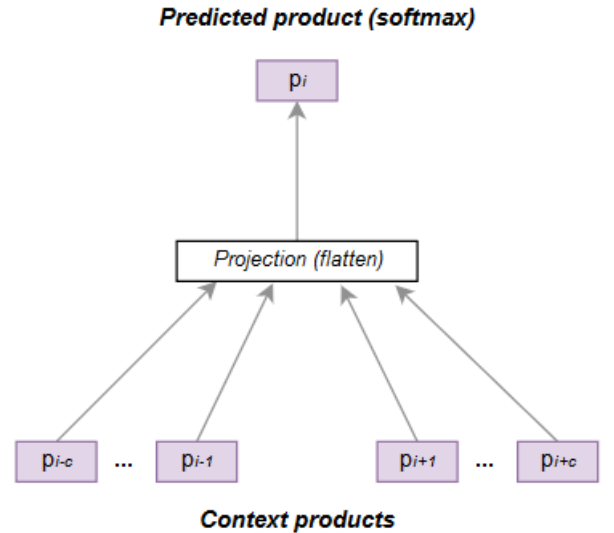 Predicted product (softmax)
pi
Projection (flatten)
pi-c ... pi-1 pi+1 ... pi+c
Context products